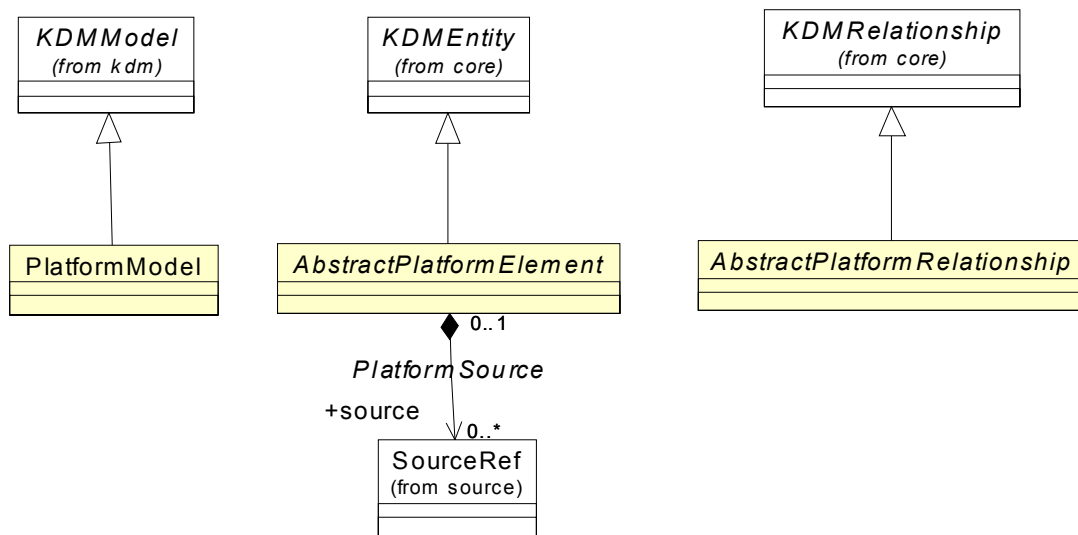 KDMModel
(from kdm)
KDMEntity
(from core)
KDMRelationship
(from core)
PlatformModel
AbstractPlatformElement
AbstractPlatformRelationship
0..1
PlatformSource
+source
0..*
SourceRef
(from source)